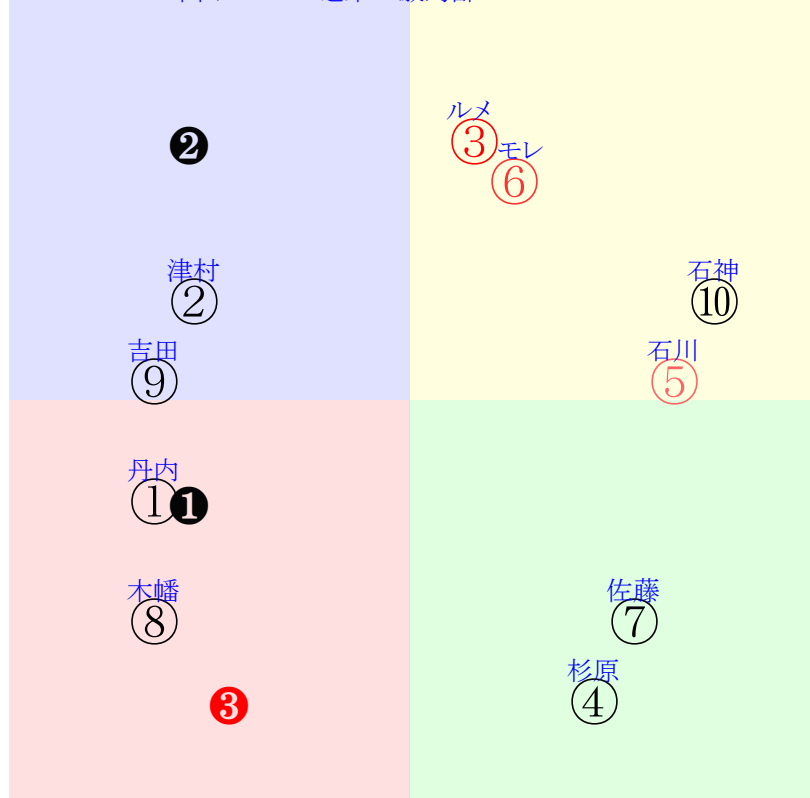 ルメ
❷
③
モレ
⑥
津村
石神
②
⑩
吉田
石川
⑨
⑤
丹内
①❶
木幡
佐藤
⑧
⑦
杉原
④
❸